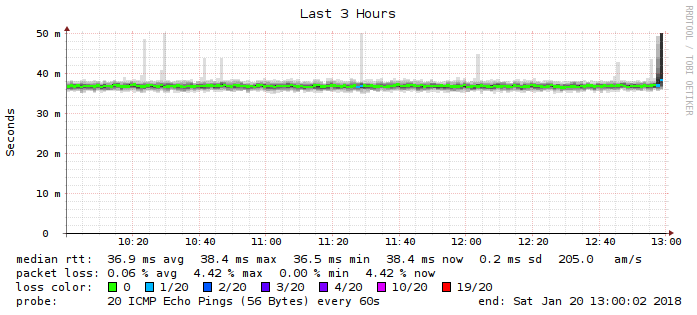 Last 3 Hours
RRDTOOL / TOBI OETIKER
Seconds
50 m
40 m
30 m
20 m
10 m
0
10:20 10:40 11:00 11:20 11:40 12:00 12:20 12:40 13:00
median rtt: 36.9 ms avg 38.4 ms max 36.5 ms min 38.4 ms now 0.2 ms sd 205.0 am/s
packet loss: 0.06 % avg 4.42 % max 0.00 % min 4.42 % now
loss color: 0 1/20 2/20 3/20 4/20 10/20 19/20
probe: 20 ICMP Echo Pings (56 Bytes) every 60s end: Sat Jan 20 13:00:02 2018